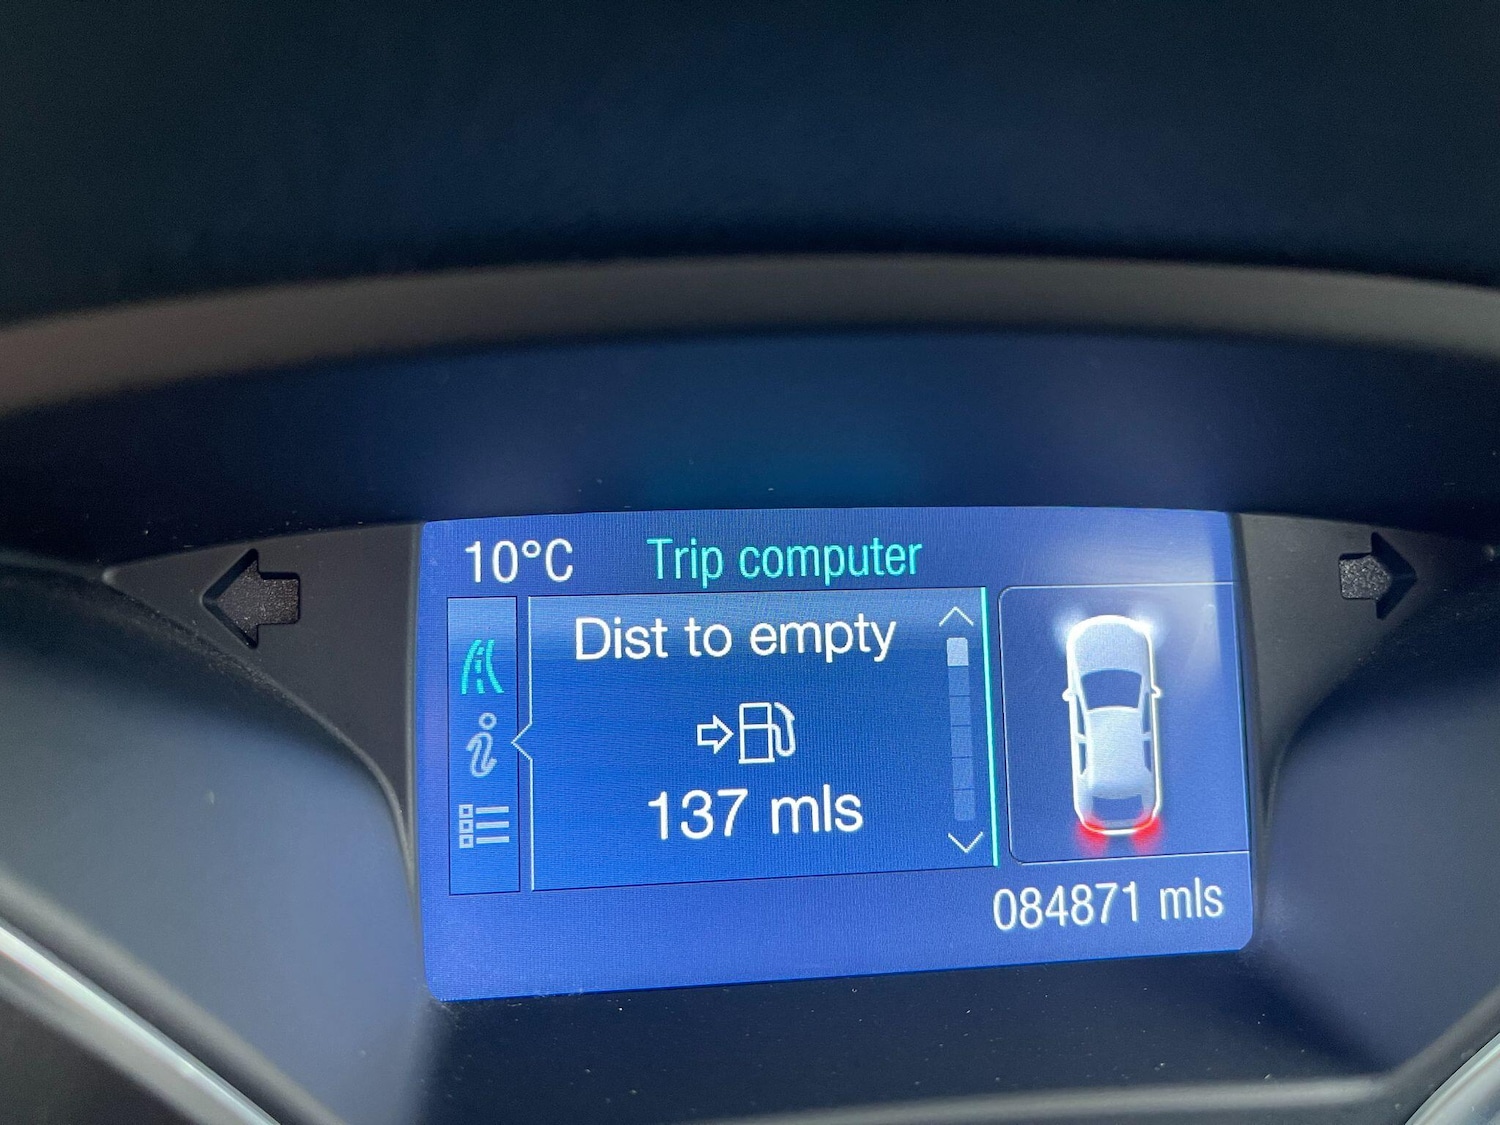 10°C Trip computer
Dist to empty
137 mls
084871 mls